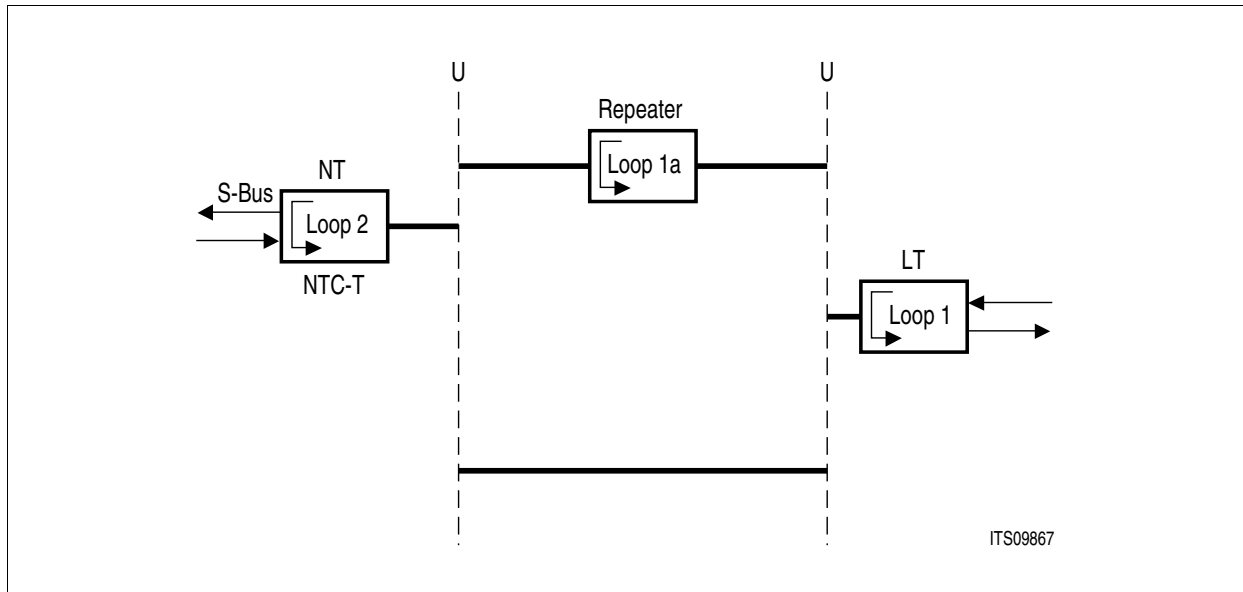 U
U
Repeater
Loop 1a
NT
S-Bus
Loop 2
NTC-T
LT
Loop 1
ITS09867